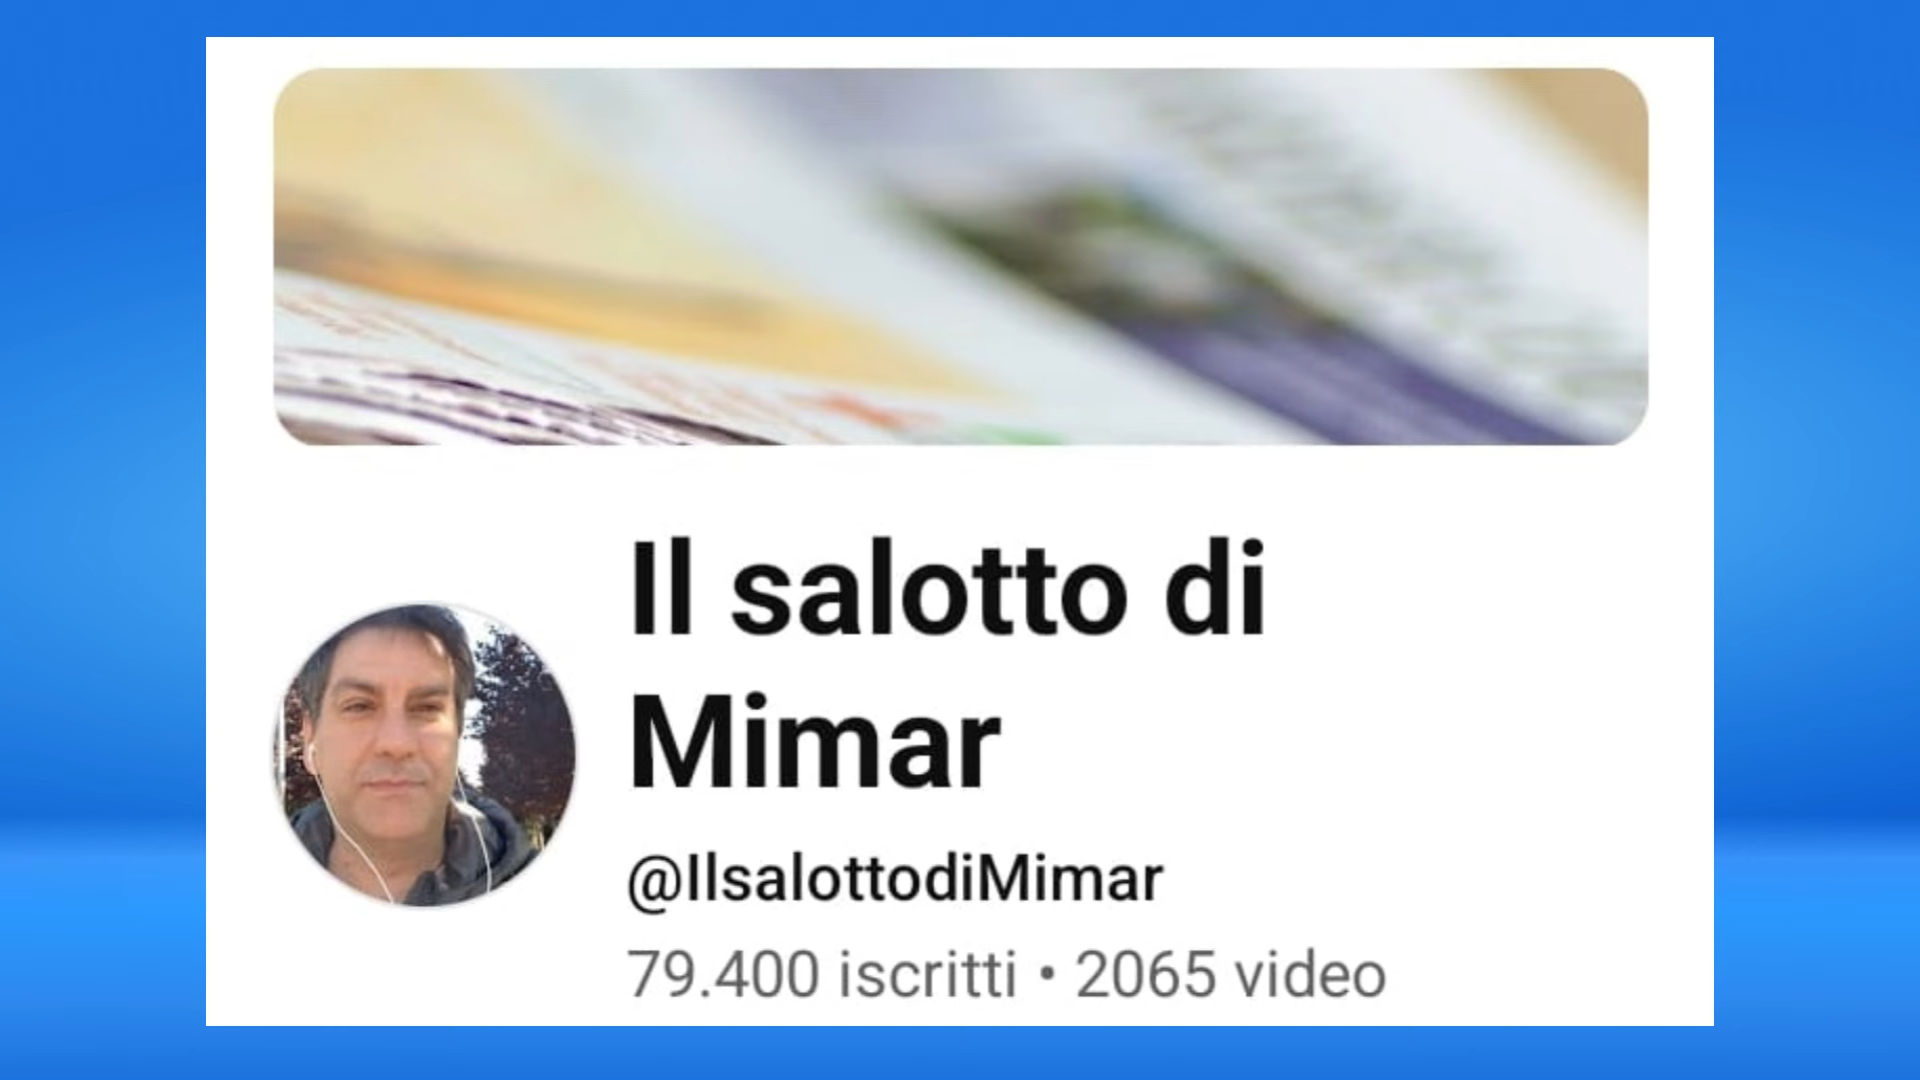 Il salotto di
Mimar
@IlsalottodiMimar
79.400 iscritti • 2065 video